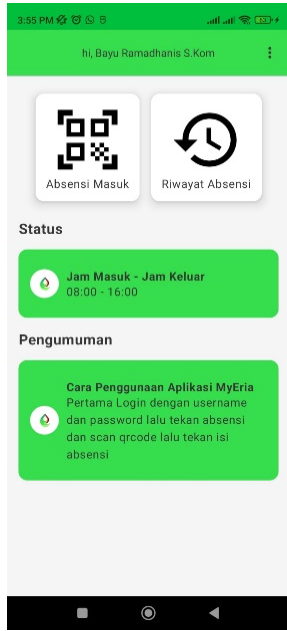 3:55 PM
hi, Bayu Ramadhanis S.Kom
Absensi Masuk
Riwayat Absensi
Status
Jam Masuk - Jam Keluar
08:00 - 16:00
Pengumuman
Cara Penggunaan Aplikasi MyEria
Pertama Login dengan username
dan password lalu tekan absensi
dan scan qrcode lalu tekan isi
absensi